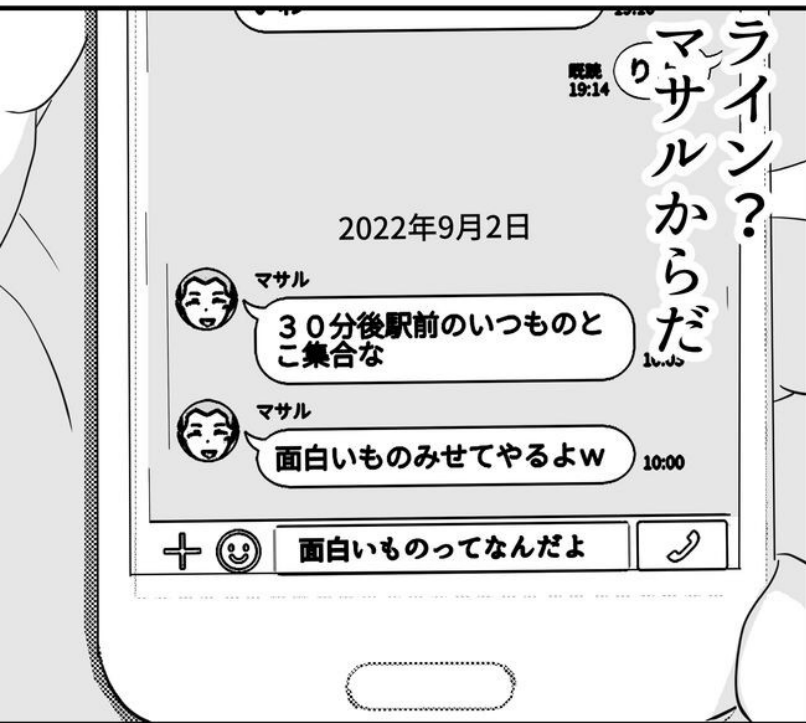 ライン？
マサルからだ
既読
19:14
り
2022年9月2日
マサル
３０分後駅前のいつものと
こ集合な
マサル
面白いものみせてやるよw
10:00
面白いものってなんだよ